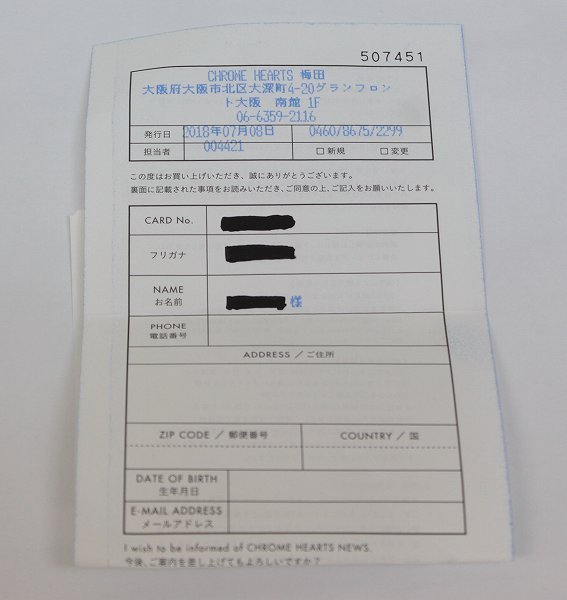 507451
CHROME HEARTS 梅田
大阪府大阪市北区大深町4-20グランフロン
ト大阪 南館 1F
06-6359-2116
発行日 2018年07月08日 0460/8675/2299
担当者 004421 □ 新規 □ 変更
この度はお買い上げいただき、誠にありがとうございます。
裏面に記載された事項をお読みいただき、ご同意の上、ご記入をお願いいたします。
CARD No.
フリガナ
NAME
お名前 様
PHONE
電話番号
ADDRESS / ご住所
ZIP CODE / 郵便番号 COUNTRY / 国
DATE OF BIRTH
生年月日
E-MAIL ADDRESS
メールアドレス
I wish to be informed of CHROME HEARTS NEWS.
今後、ご案内を差し上げてもよろしいですか？